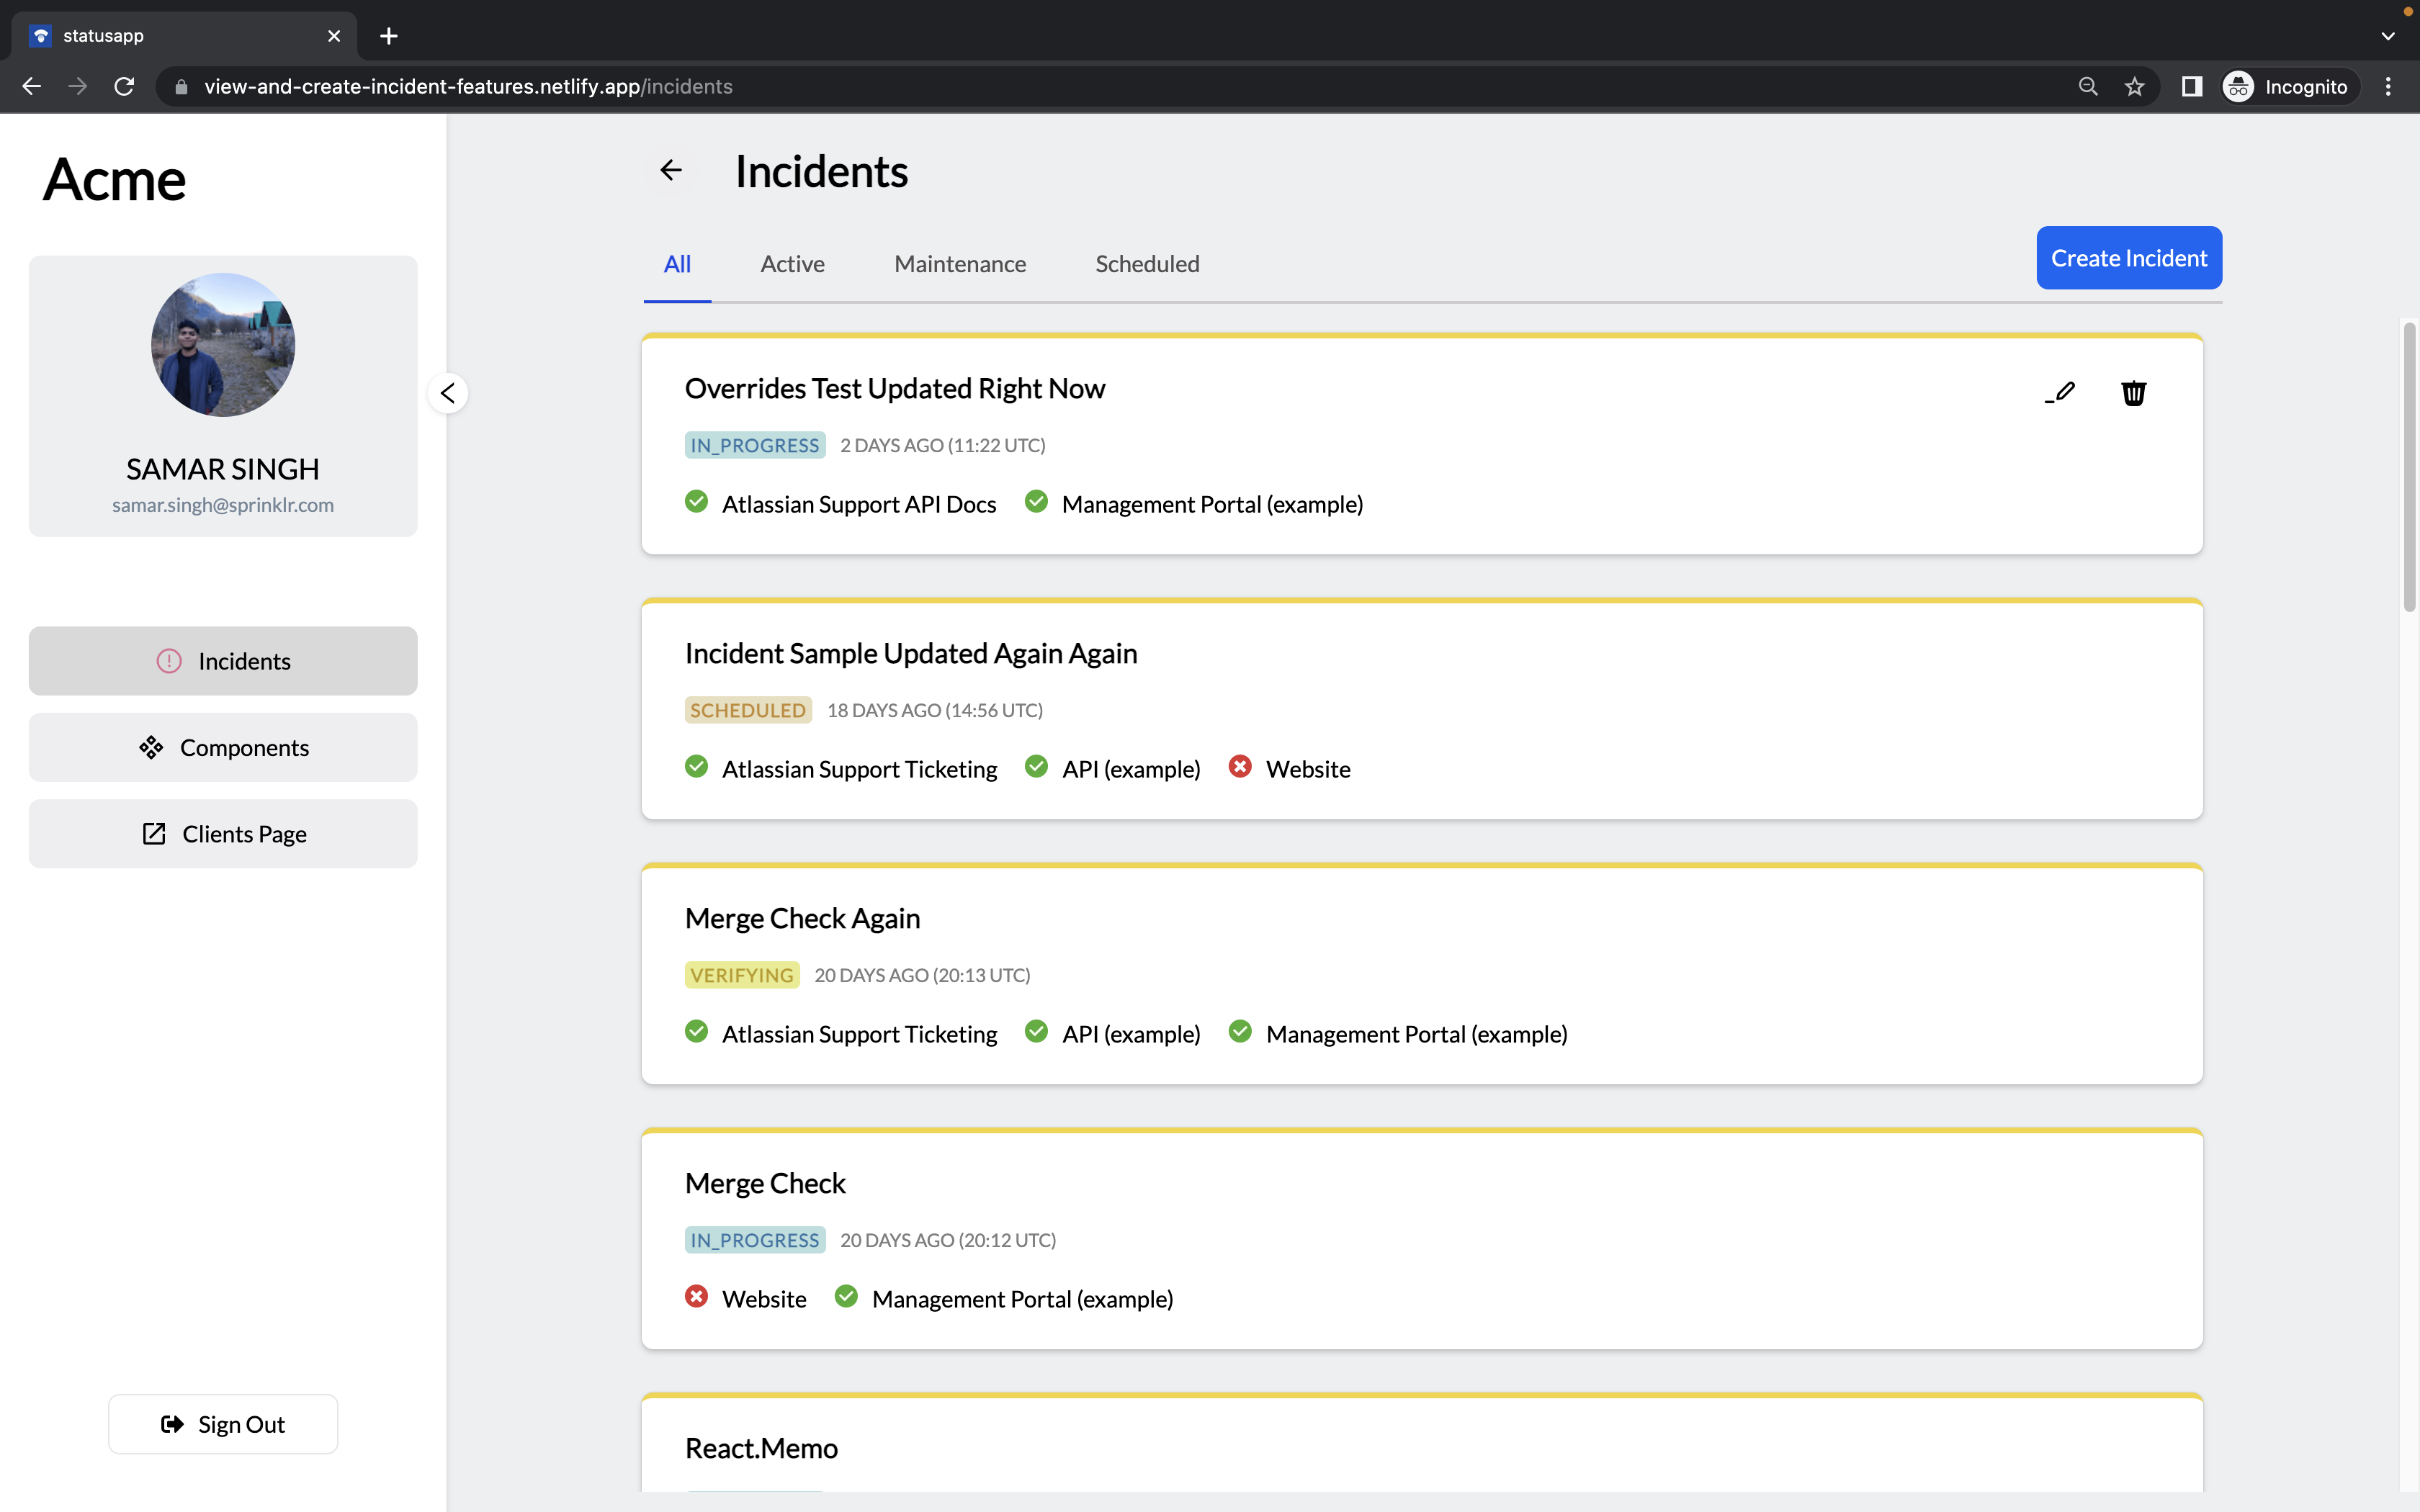 statusapp
view-and-create-incident-features.netlify.app/incidents
Incognito
Acme
SAMAR SINGH
samar.singh@sprinklr.com
Incidents
Components
Clients Page
Sign Out
Incidents
All Active Maintenance Scheduled
Create Incident
Overrides Test Updated Right Now
IN_PROGRESS 2 DAYS AGO (11:22 UTC)
Atlassian Support API Docs Management Portal (example)
Incident Sample Updated Again Again
SCHEDULED 18 DAYS AGO (14:56 UTC)
Atlassian Support Ticketing API (example) Website
Merge Check Again
VERIFYING 20 DAYS AGO (20:13 UTC)
Atlassian Support Ticketing API (example) Management Portal (example)
Merge Check
IN_PROGRESS 20 DAYS AGO (20:12 UTC)
Website Management Portal (example)
React.Memo